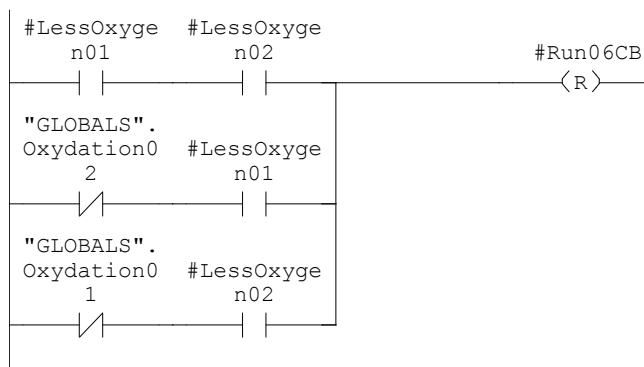 #LessOxyge #LessOxyge
n01 n02 #Run06CB
R
"GLOBALS".
Oxydation0 #LessOxyge
2 n01
"GLOBALS".
Oxydation0 #LessOxyge
1 n02